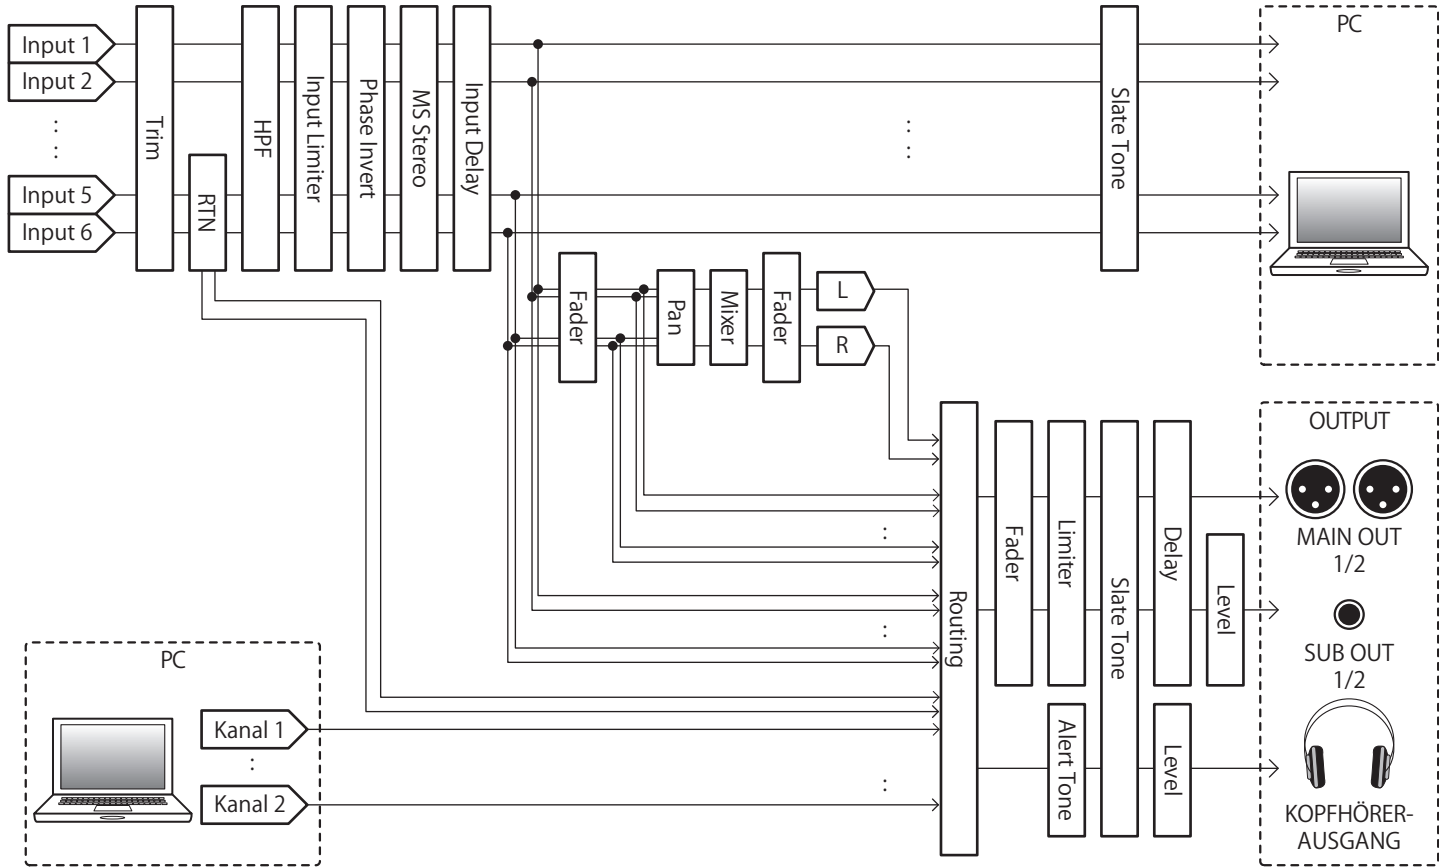 Input 1
Input 2
Input 5
Input 6
Trim
RTN
HPF
Input Limiter
Phase Invert
MS Stereo
Input Delay
Slate Tone
PC
Fader
Pan
Mixer
Fader
L
R
Routing
Fader
Limiter
Slate Tone
Delay
Level
Alert Tone
Level
OUTPUT
MAIN OUT
1/2
SUB OUT
1/2
KOPFHÖRER-
AUSGANG
PC
Kanal 1
Kanal 2